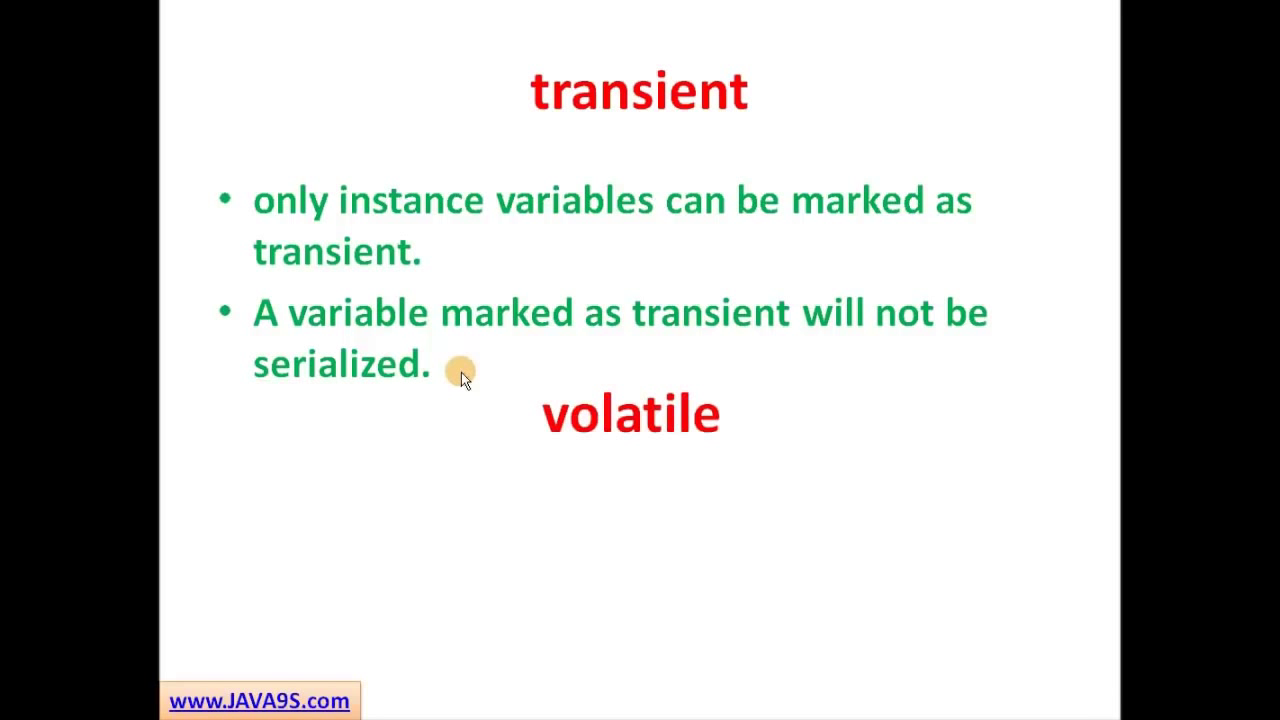 transient
• only instance variables can be marked as
transient.
• A variable marked as transient will not be
serialized.
volatile
www.JAVA9S.com